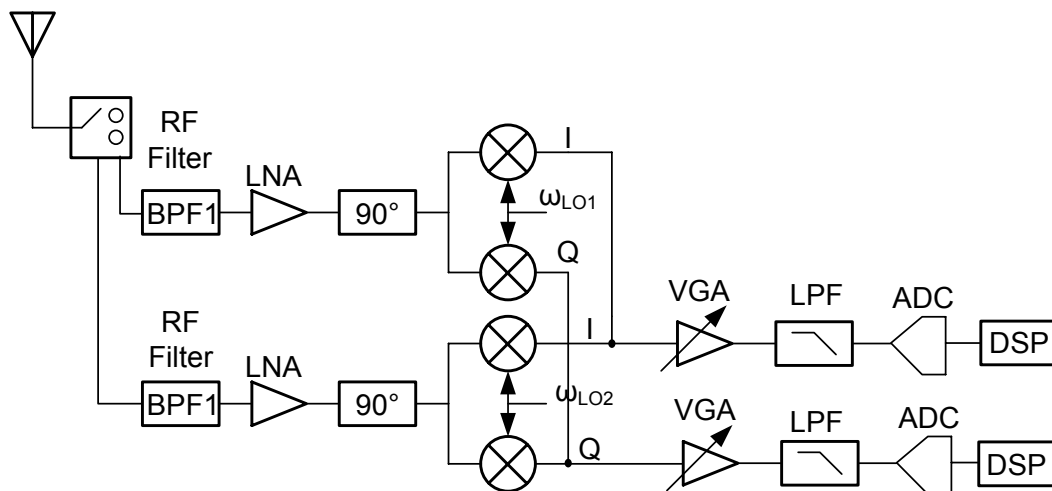 RF
Filter
LNA
BPF1
90°
I
ωLO1
Q
RF
Filter
LNA
BPF1
90°
I
ωLO2
Q
VGA
LPF
ADC
DSP
VGA
LPF
ADC
DSP